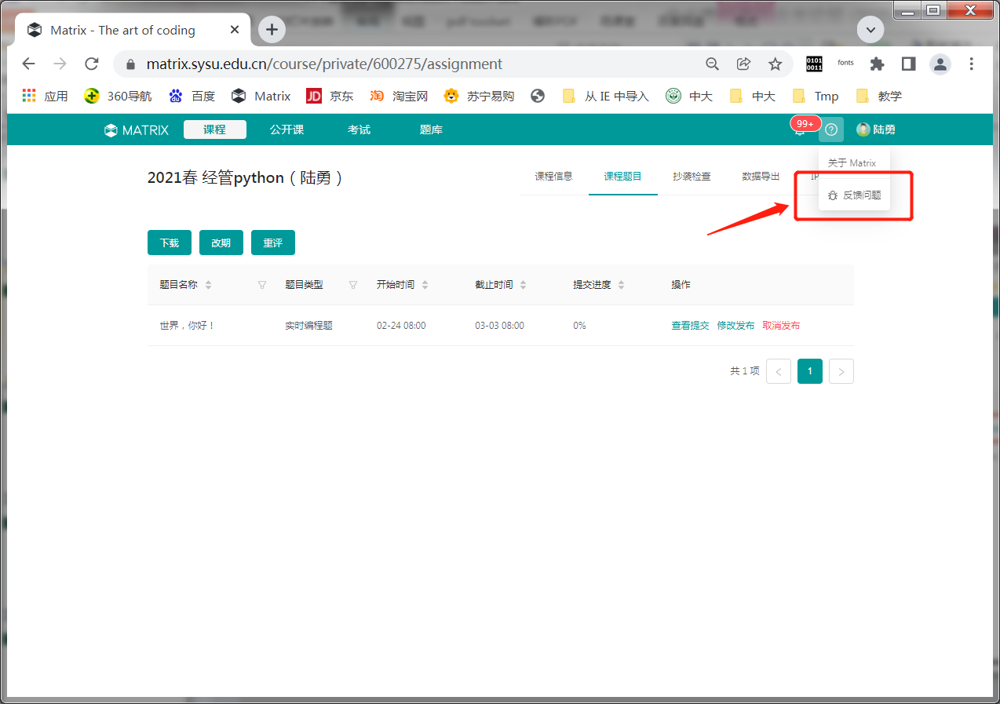 Matrix - The art of coding
matrix.sysu.edu.cn/course/private/600275/assignment
0101
0011
fonts
应用 360导航 百度 Matrix JD 京东 淘 淘宝网 苏宁易购 从 IE 中导入 中大 中大 Tmp 教学
MATRIX 课程 公开课 考试 题库 99+ 陆勇
关于 Matrix
2021春 经管python（陆勇） 课程信息 课程题目 抄袭检查 数据导出 IP
反馈问题
下载 改期 重评
题目名称 题目类型 开始时间 截止时间 提交进度 操作
世界，你好！ 实时编程题 02-24 08:00 03-03 08:00 0% 查看提交 修改发布 取消发布
共 1 项 < 1 >